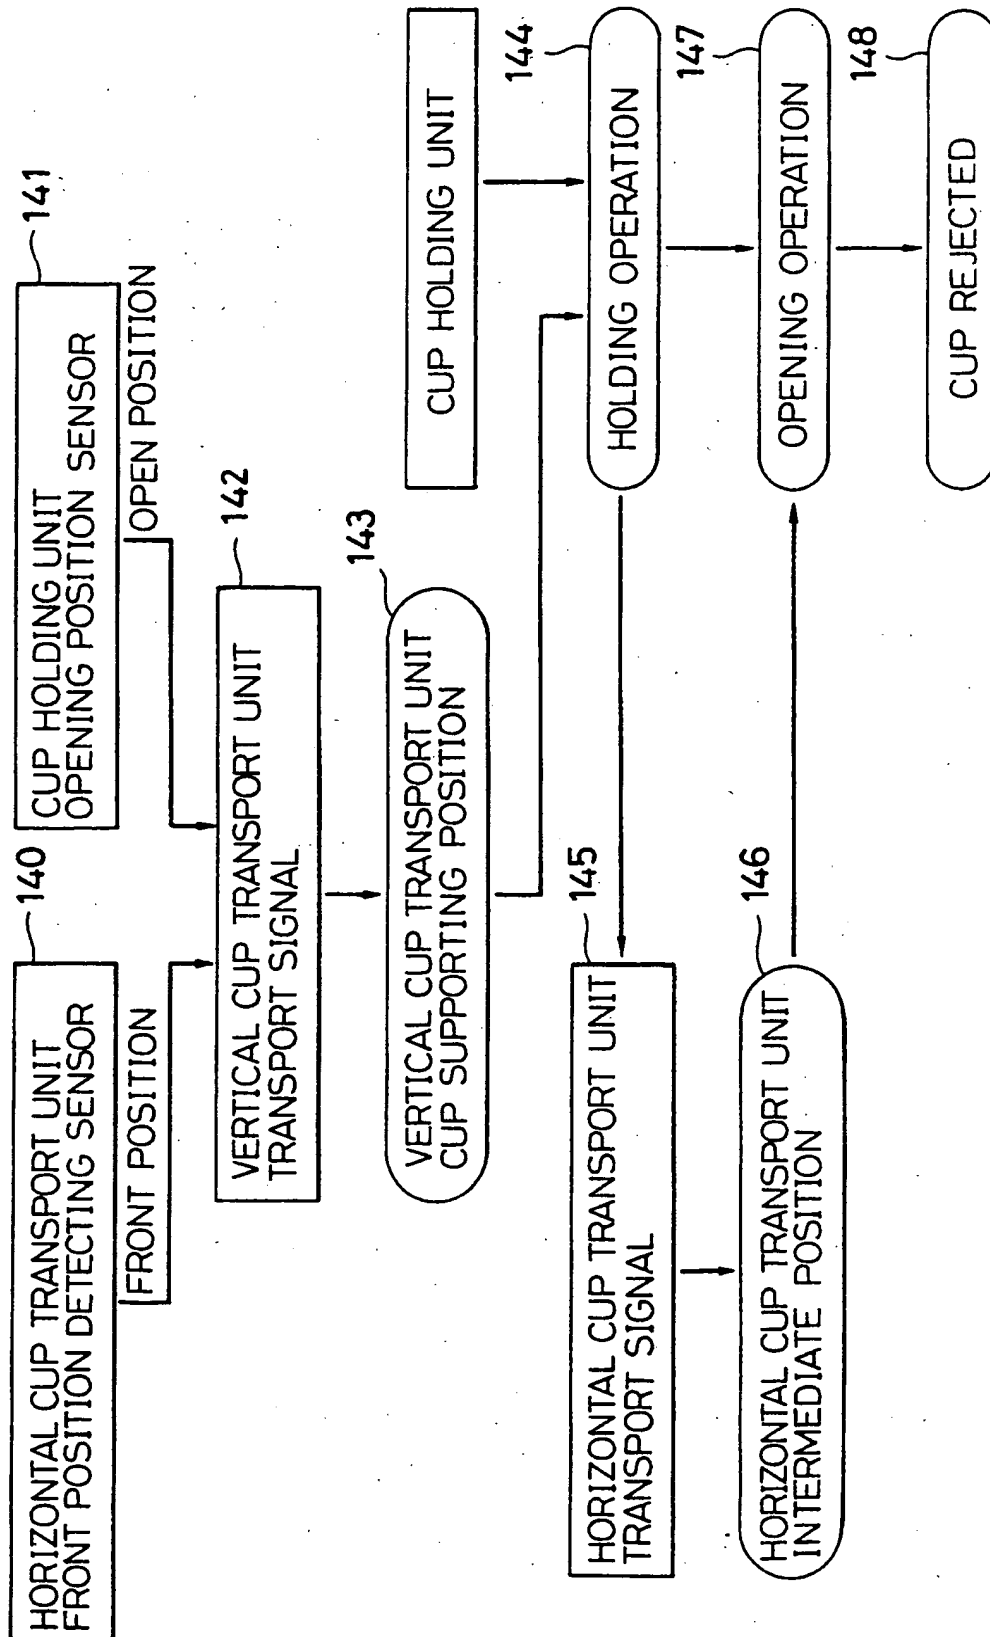 140
HORIZONTAL CUP TRANSPORT UNIT
FRONT POSITION DETECTING SENSOR
FRONT POSITION
141
CUP HOLDING UNIT
OPENING POSITION SENSOR
OPEN POSITION
142
VERTICAL CUP TRANSPORT UNIT
TRANSPORT SIGNAL
143
VERTICAL CUP TRANSPORT UNIT
CUP SUPPORTING POSITION
CUP HOLDING UNIT
144
HOLDING OPERATION
145
HORIZONTAL CUP TRANSPORT UNIT
TRANSPORT SIGNAL
146
HORIZONTAL CUP TRANSPORT UNIT
INTERMEDIATE POSITION
147
OPENING OPERATION
148
CUP REJECTED